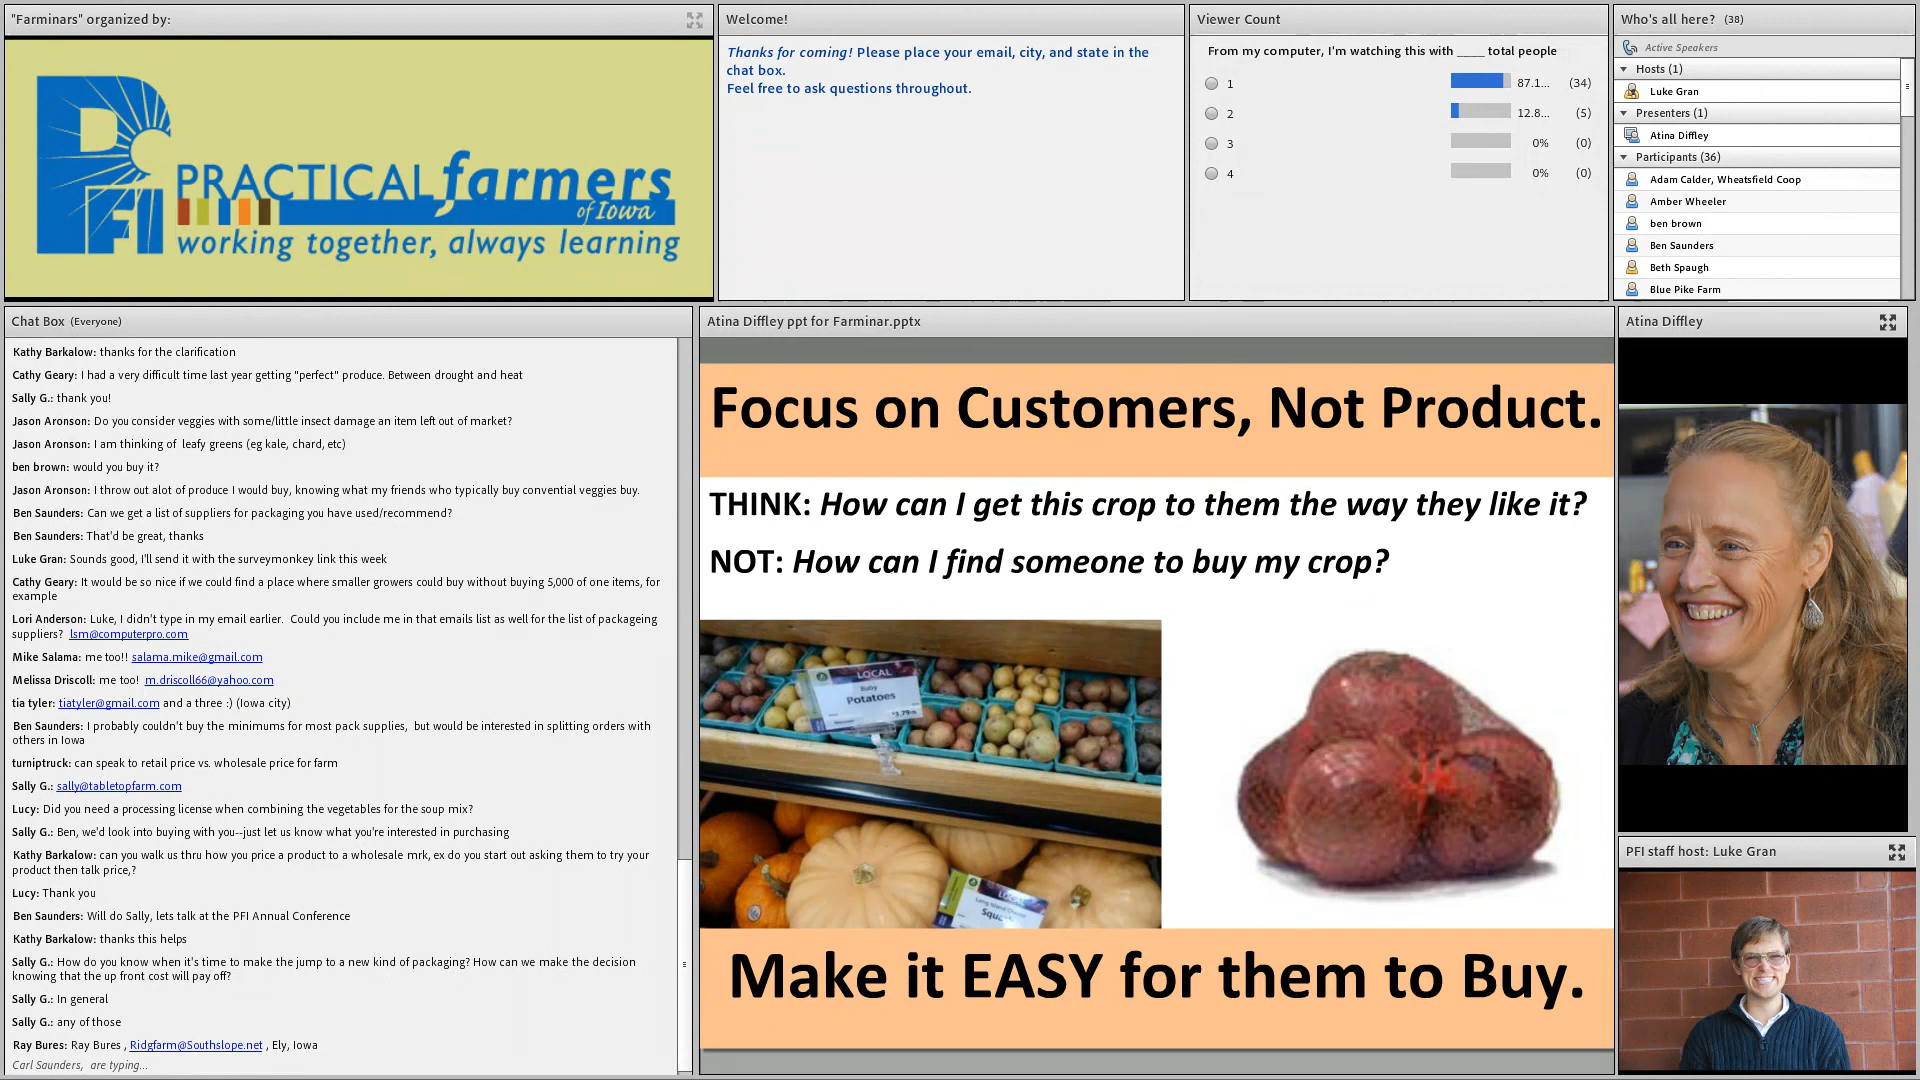 "Farminars" organized by:
PFI
PRACTICAL farmers
of Iowa
working together, always learning
Welcome!
Thanks for coming! Please place your email, city, and state in the
chat box.
Feel free to ask questions throughout.
Viewer Count
From my computer, I'm watching this with ____ total people
1 87.1... (34)
2 12.8... (5)
3 0% (0)
4 0% (0)
Who's all here? (38)
Active Speakers
Hosts (1)
Luke Gran
Presenters (1)
Atina Diffley
Participants (36)
Adam Calder, Wheatsfield Coop
Amber Wheeler
ben brown
Ben Saunders
Beth Spaugh
Blue Pike Farm
Chat Box (Everyone)
Kathy Barkalow: thanks for the clarification
Cathy Geary: I had a very difficult time last year getting "perfect" produce. Between drought and heat
Sally G.: thank you!
Jason Aronson: Do you consider veggies with some/little insect damage an item left out of market?
Jason Aronson: I am thinking of leafy greens (eg kale, chard, etc)
ben brown: would you buy it?
Jason Aronson: I throw out alot of produce I would buy, knowing what my friends who typically buy convential veggies buy.
Ben Saunders: Can we get a list of suppliers for packaging you have used/recommend?
Ben Saunders: That'd be great, thanks
Luke Gran: Sounds good, I'll send it with the surveymonkey link this week
Cathy Geary: It would be so nice if we could find a place where smaller growers could buy without buying 5,000 of one items, for
example
Lori Anderson: Luke, I didn't type in my email earlier. Could you include me in that emails list as well for the list of packageing
suppliers? lsm@computerpro.com
Mike Salama: me too!! salama.mike@gmail.com
Melissa Driscoll: me too! m.driscoll66@yahoo.com
tia tyler: tiatyler@gmail.com and a three :) (Iowa city)
Ben Saunders: I probably couldn't buy the minimums for most pack supplies, but would be interested in splitting orders with
others in Iowa
turniptruck: can speak to retail price vs. wholesale price for farm
Sally G.: sally@tabletopfarm.com
Lucy: Did you need a processing license when combining the vegetables for the soup mix?
Sally G.: Ben, we'd look into buying with you--just let us know what you're interested in purchasing
Kathy Barkalow: can you walk us thru how you price a product to a wholesale mrk, ex do you start out asking them to try your
product then talk price,?
Lucy: Thank you
Ben Saunders: Will do Sally, lets talk at the PFI Annual Conference
Kathy Barkalow: thanks this helps
Sally G.: How do you know when it's time to make the jump to a new kind of packaging? How can we make the decision
knowing that the up front cost will pay off?
Sally G.: In general
Sally G.: any of those
Ray Bures: Ray Bures , Ridgfarm@Southslope.net , Ely, Iowa
Carl Saunders, are typing...
Atina Diffley ppt for Farminar.pptx
Focus on Customers, Not Product.
THINK: How can I get this crop to them the way they like it?
NOT: How can I find someone to buy my crop?
LOCAL
Baby
Potatoes
Squash
Make it EASY for them to Buy.
Atina Diffley
PFI staff host: Luke Gran